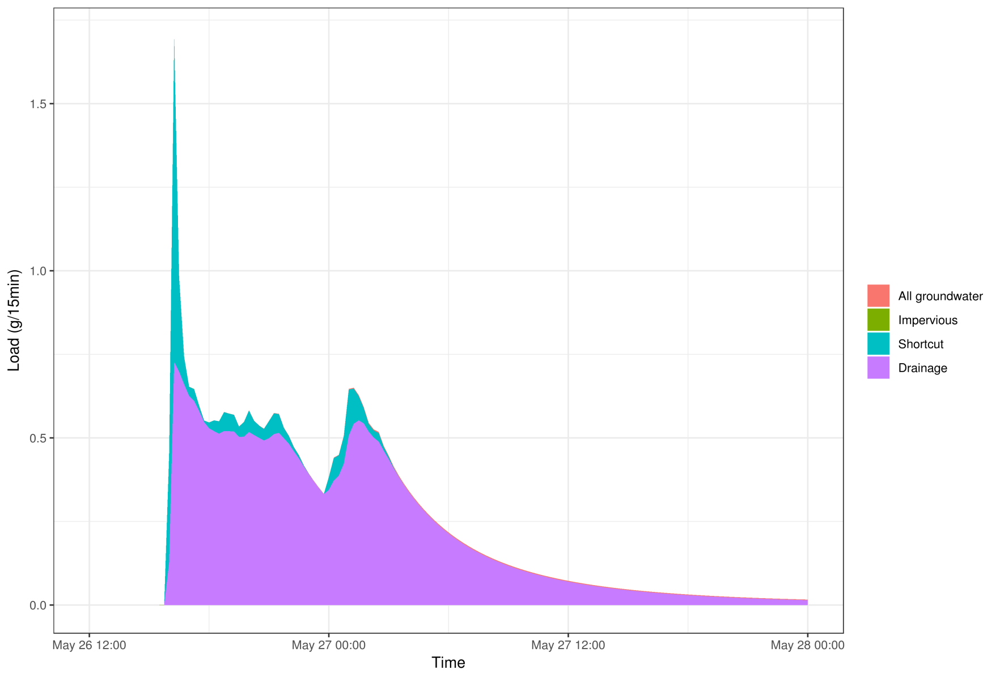 Load (g/15min)
1.5
1.0
0.5
0.0
May 26 12:00
May 27 00:00
May 27 12:00
May 28 00:00
Time
All groundwater
Impervious
Shortcut
Drainage